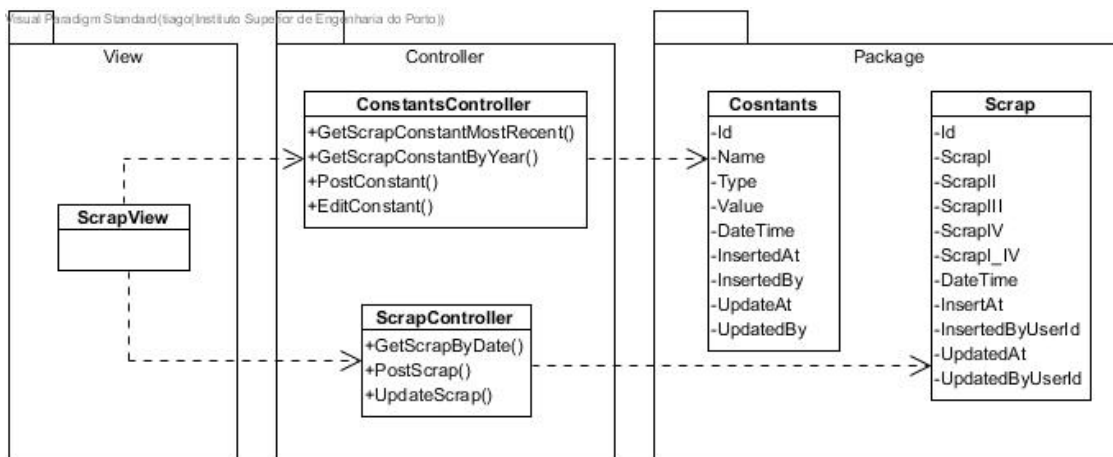 Visual Paradigm Standard(tiago(Instituto Superior de Engenharia do Porto))
View
ScrapView
Controller
ConstantsController
+GetScrapConstantMostRecent()
+GetScrapConstantByYear()
+PostConstant()
+EditConstant()
ScrapController
+GetScrapByDate()
+PostScrap()
+UpdateScrap()
Package
Cosntants
-Id
-Name
-Type
-Value
-DateTime
-InsertedAt
-InsertedBy
-UpdateAt
-UpdatedBy
Scrap
-Id
-ScrapI
-ScrapII
-ScrapIII
-ScrapIV
-ScrapI_IV
-DateTime
-InsertAt
-InsertedByUserId
-UpdatedAt
-UpdatedByUserId